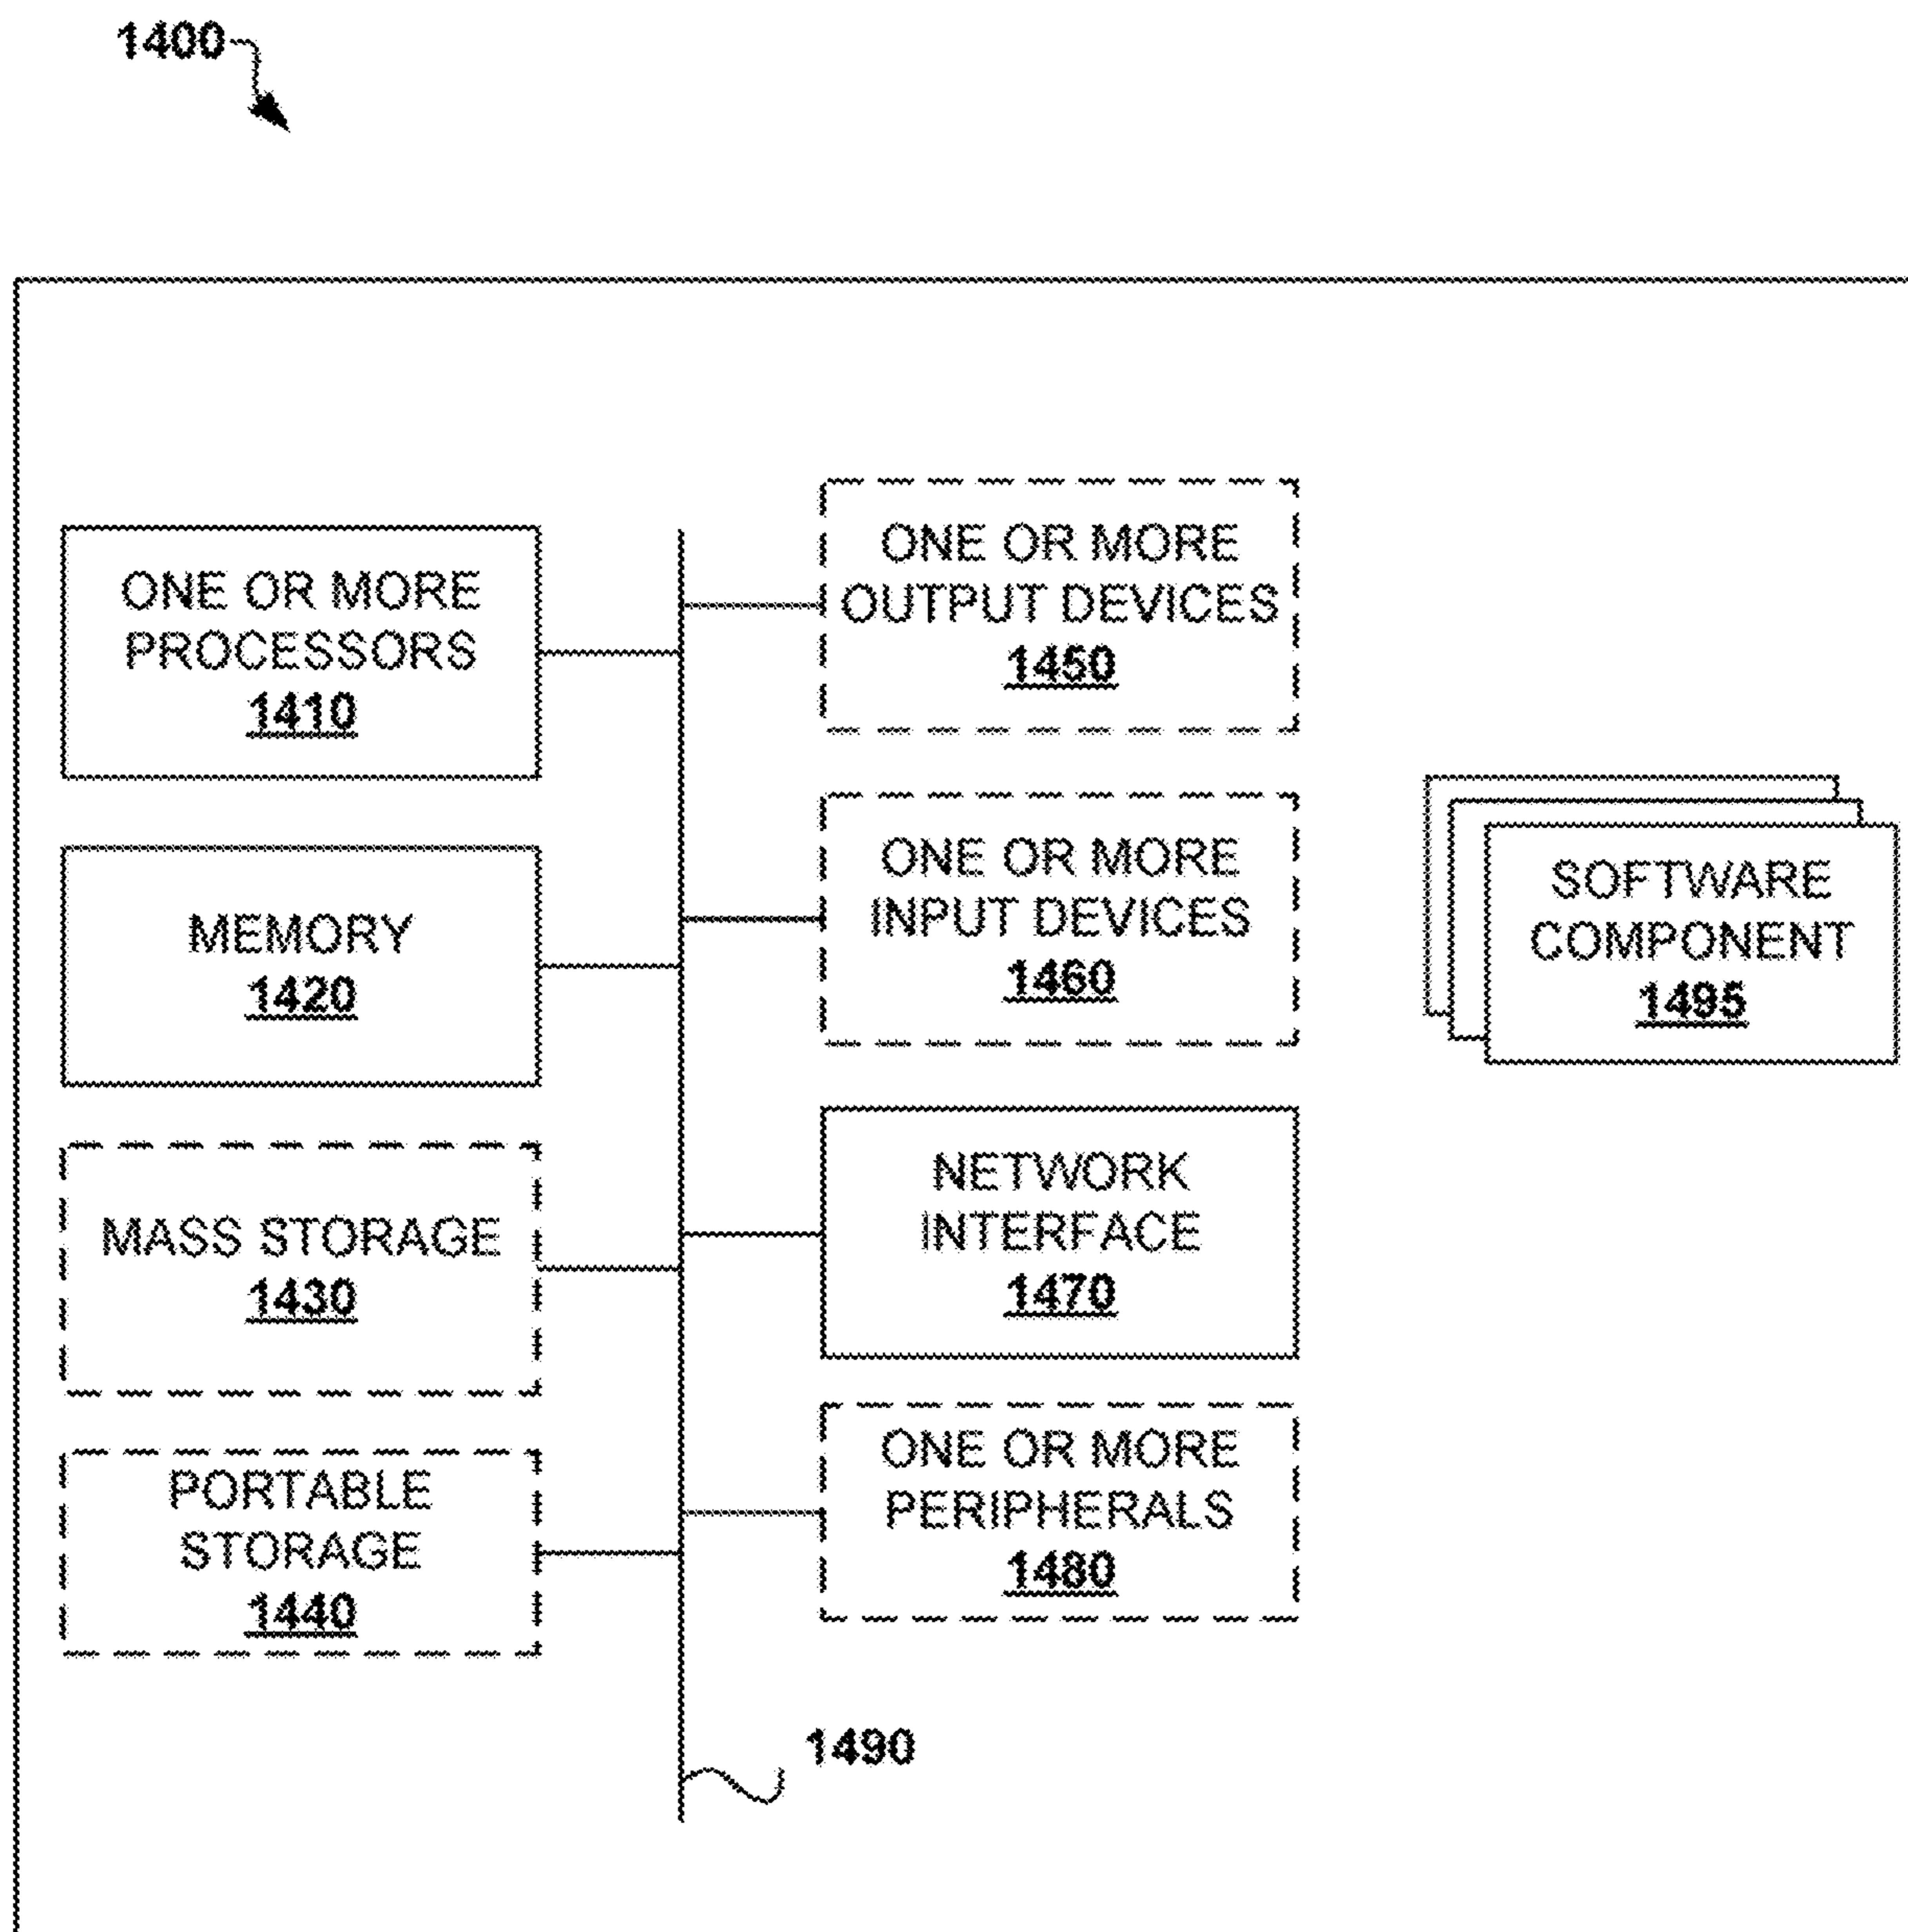 1400
ONE OR MORE
PROCESSORS
1410
MEMORY
1420
MASS STORAGE
1430
PORTABLE
STORAGE
1440
ONE OR MORE
OUTPUT DEVICES
1450
ONE OR MORE
INPUT DEVICES
1460
NETWORK
INTERFACE
1470
ONE OR MORE
PERIPHERALS
1480
1490
SOFTWARE
COMPONENT
1495